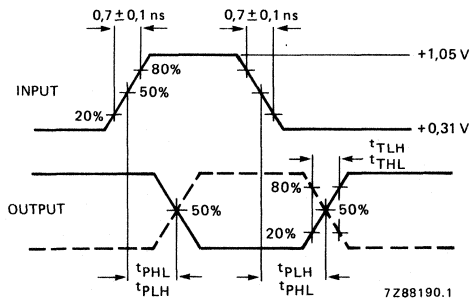 0,7 ± 0,1 ns
0,7 ± 0,1 ns
+1,05 V
80%
INPUT
50%
20%
+0,31 V
tTLH
tTHL
80%
OUTPUT
50%
50%
20%
tPHL
tPLH
tPLH
tPHL
7Z88190.1